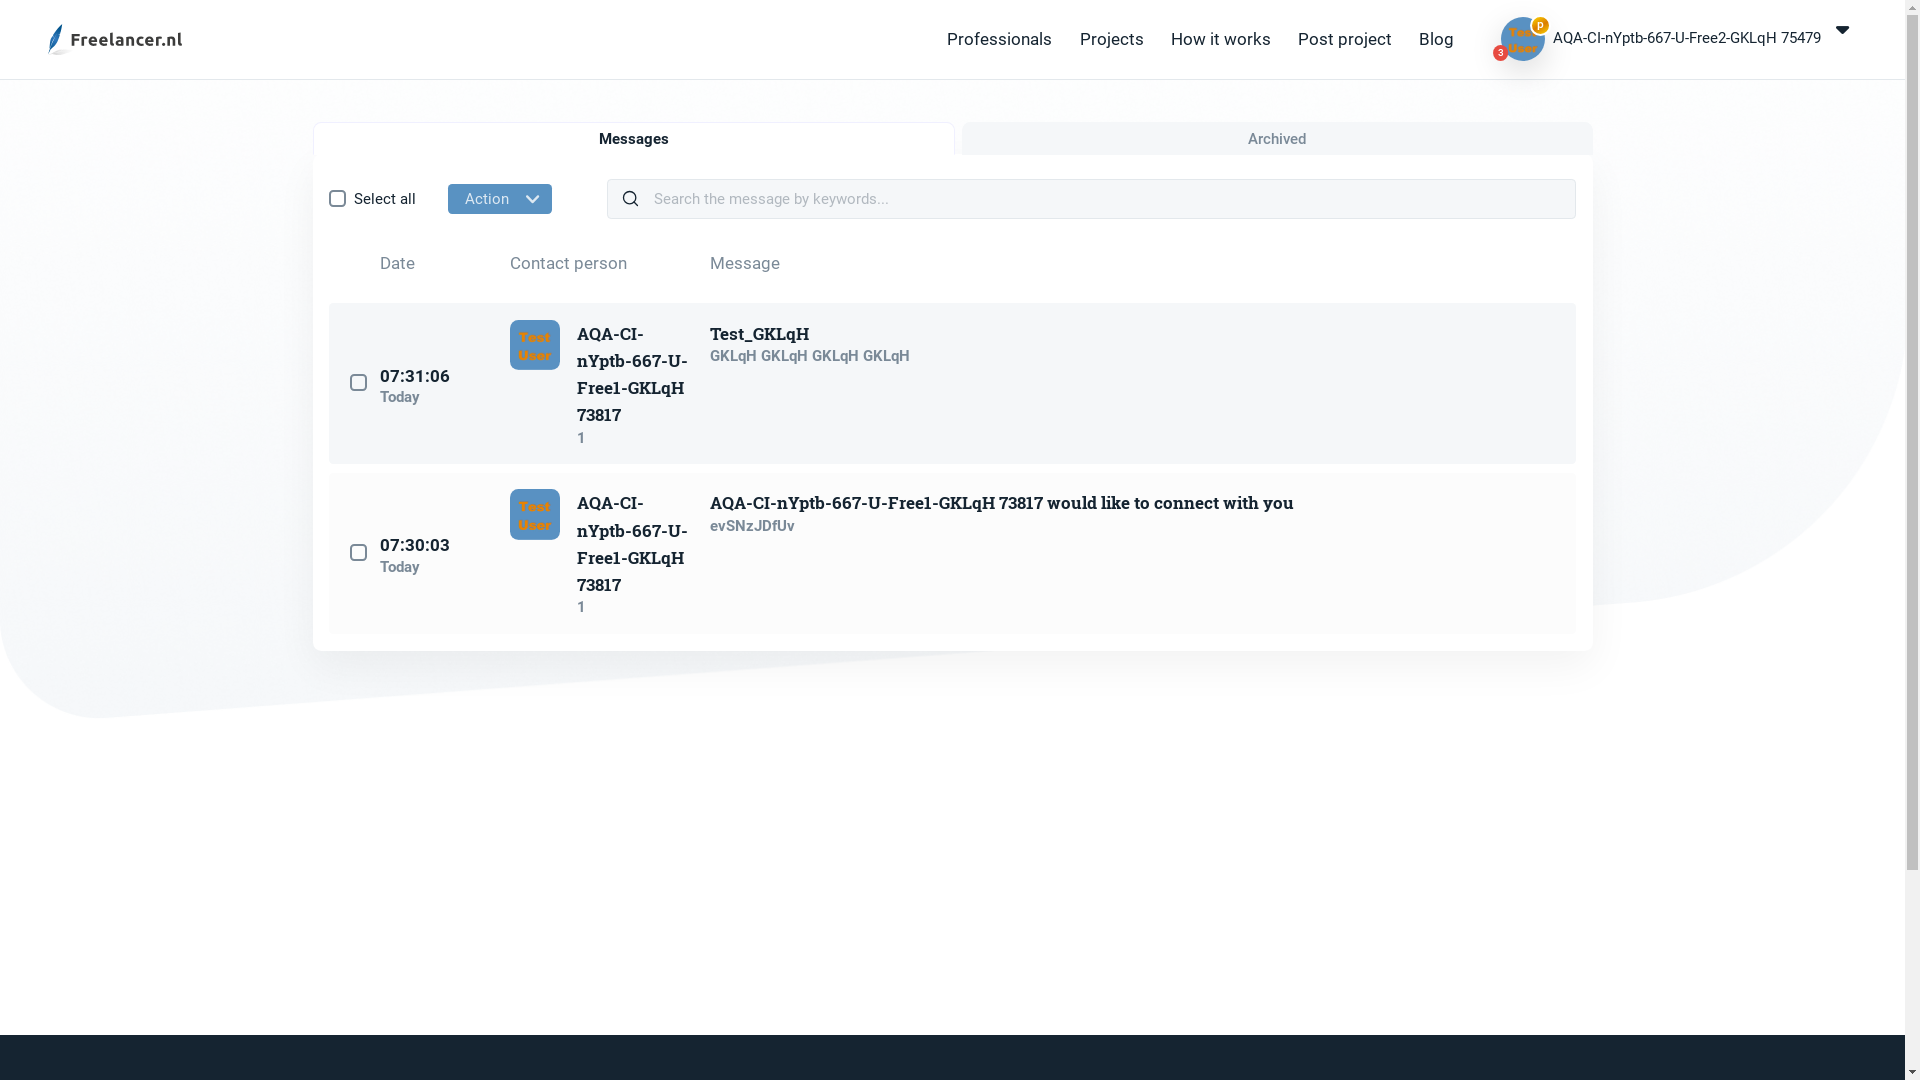 Freelancer.nl
Professionals
Projects
How it works
Post project
Blog
Test
User
P
3
AQA-CI-nYptb-667-U-Free2-GKLqH 75479
Messages
Archived
Select all
Action
Search the message by keywords...
Date
Contact person
Message
07:31:06
Today
Test
User
AQA-CI-
nYptb-667-U-
Free1-GKLqH
73817
1
Test_GKLqH
GKLqH GKLqH GKLqH GKLqH
07:30:03
Today
Test
User
AQA-CI-
nYptb-667-U-
Free1-GKLqH
73817
1
AQA-CI-nYptb-667-U-Free1-GKLqH 73817 would like to connect with you
evSNzJDfUv